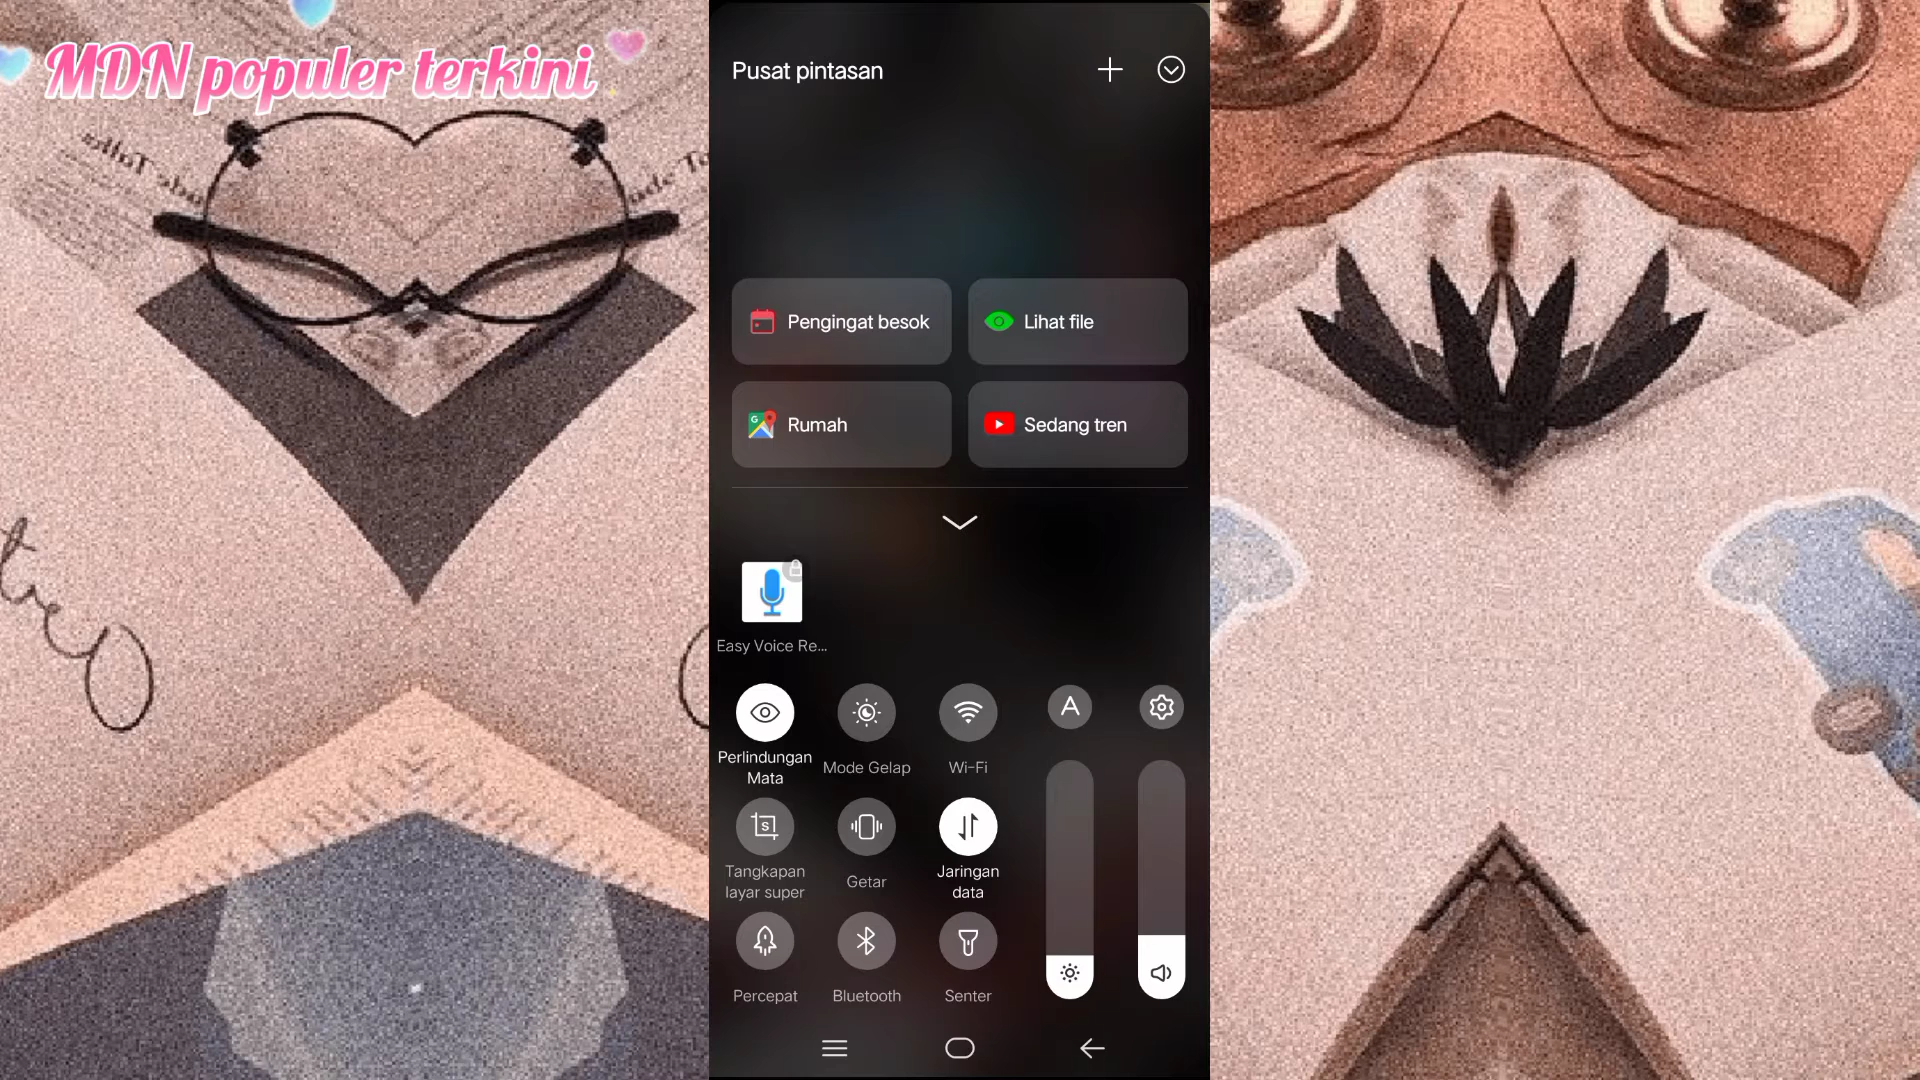 MDN populer terkini
Pusat pintasan
Pengingat besok
Lihat file
Rumah
Sedang tren
Easy Voice Re...
Perlindungan
Mata
Mode Gelap
Wi-Fi
Tangkapan
layar super
Getar
Jaringan
data
Percepat
Bluetooth
Senter